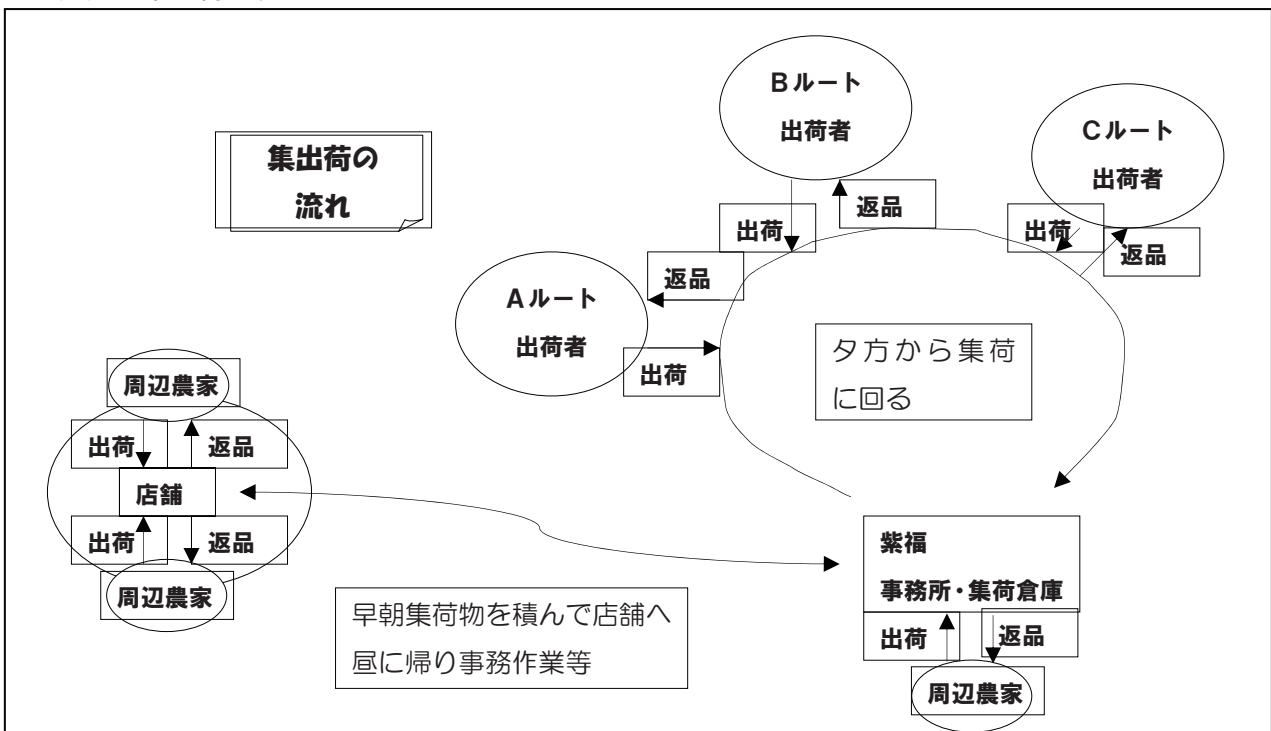 集出荷の
流れ
Bルート
出荷者
Cルート
出荷者
出荷
返品
出荷
返品
Aルート
出荷者
返品
出荷
夕方から集荷
に回る
周辺農家
出荷
返品
店舗
出荷
返品
周辺農家
早朝集荷物を積んで店舗へ
昼に帰り事務作業等
紫福
事務所・集荷倉庫
出荷
返品
周辺農家